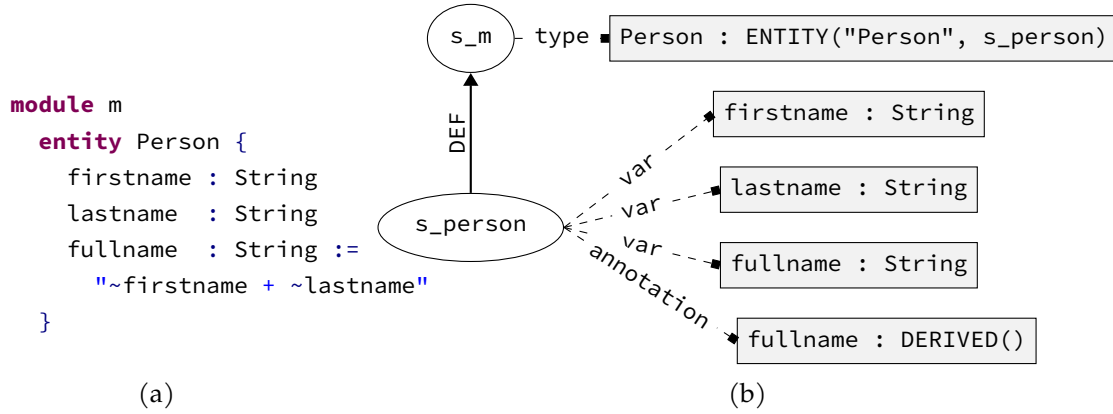 module m
entity Person {
firstname : String
lastname  : String
fullname  : String :=
"~firstname + ~lastname"
}
(a)
s_m
type
Person : ENTITY("Person", s_person)
DEF
s_person
var
firstname : String
var
lastname : String
var
fullname : String
annotation
fullname : DERIVED()
(b)